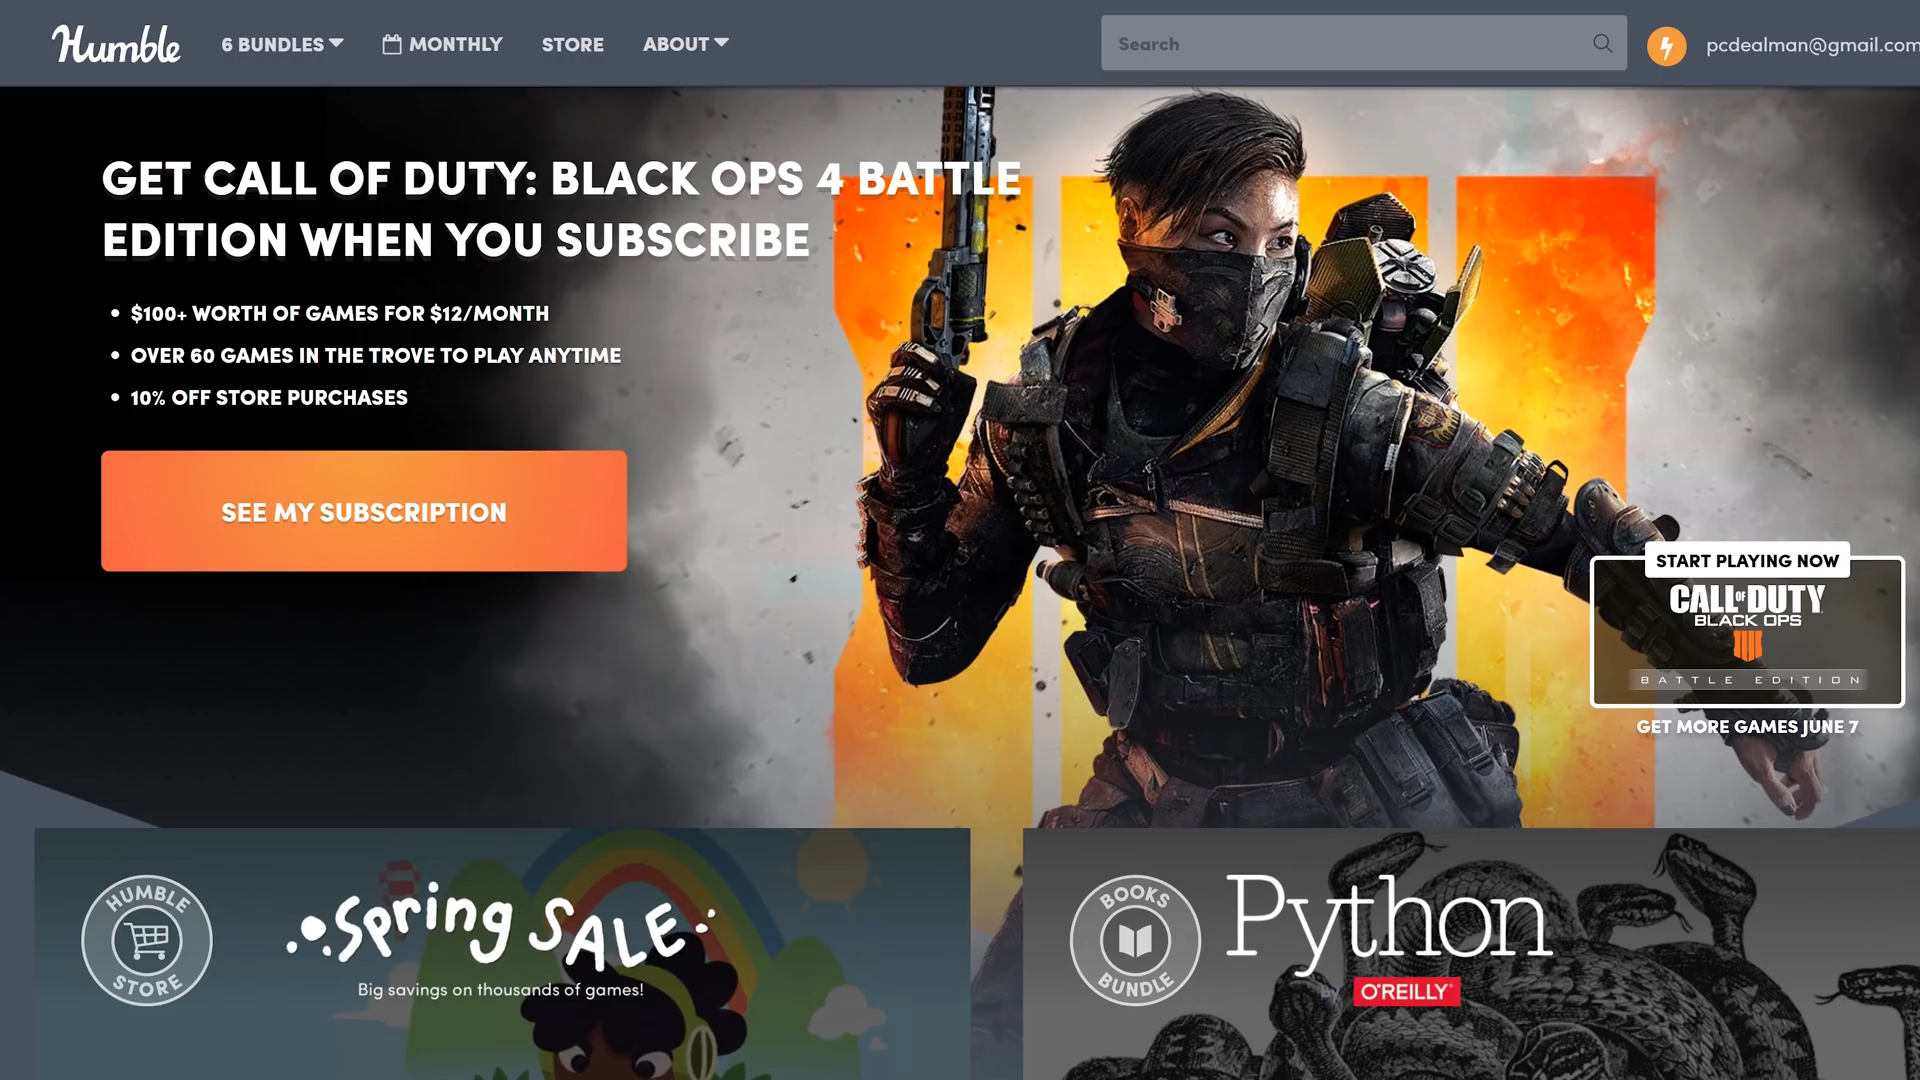 Humble
6 BUNDLES
MONTHLY
STORE
ABOUT
Search
pcdealman@gmail.com
GET CALL OF DUTY: BLACK OPS 4 BATTLE
EDITION WHEN YOU SUBSCRIBE
• $100+ WORTH OF GAMES FOR $12/MONTH
• OVER 60 GAMES IN THE TROVE TO PLAY ANYTIME
• 10% OFF STORE PURCHASES
SEE MY SUBSCRIPTION
START PLAYING NOW
CALL OF DUTY
BLACK OPS
IIII
BATTLE EDITION
GET MORE GAMES JUNE 7
HUMBLE
STORE
Spring SALE
Big savings on thousands of games!
BOOKS
BUNDLE
Python
O'REILLY